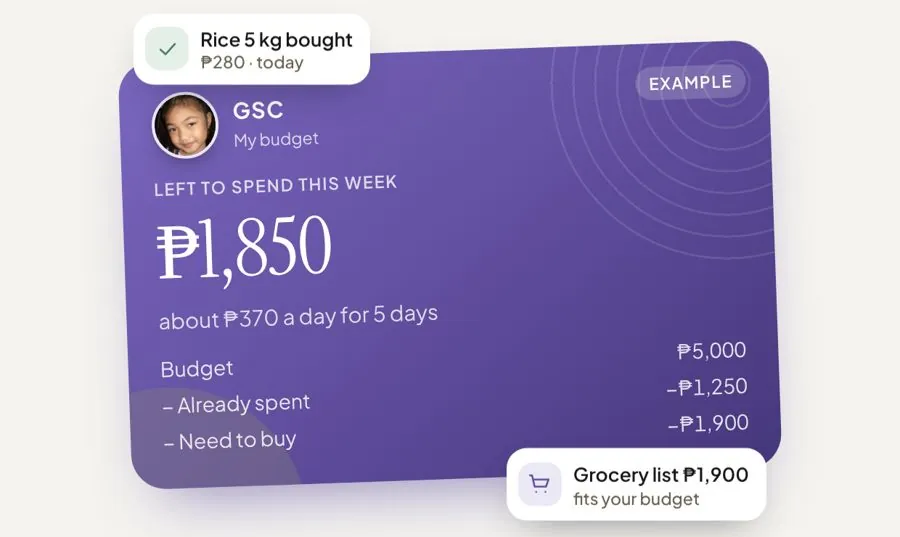 Rice 5 kg bought
₱280 · today
EXAMPLE
GSC
My budget
LEFT TO SPEND THIS WEEK
₱1,850
about ₱370 a day for 5 days
Budget ₱5,000
– Already spent –₱1,250
– Need to buy –₱1,900
Grocery list ₱1,900
fits your budget